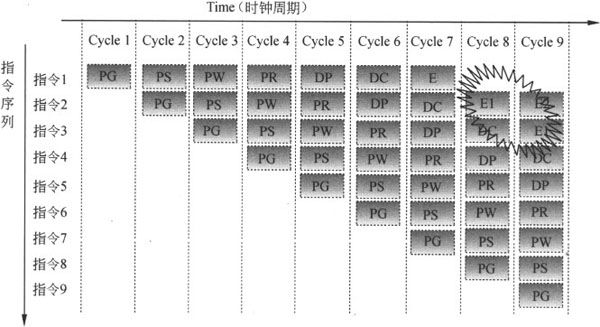 Time(时钟周期)
指令序列
Cycle 1 Cycle 2 Cycle 3 Cycle 4 Cycle 5 Cycle 6 Cycle 7 Cycle 8 Cycle 9
指令1 PG PS PW PR DP DC E
指令2 PG PS PW PR DP DC E1
指令3 PG PS PW PR DP DC E1
指令4 PG PS PW PR DP DC
指令5 PG PS PW PR DP
指令6 PG PS PW PR
指令7 PG PS PW
指令8 PG PS
指令9 PG